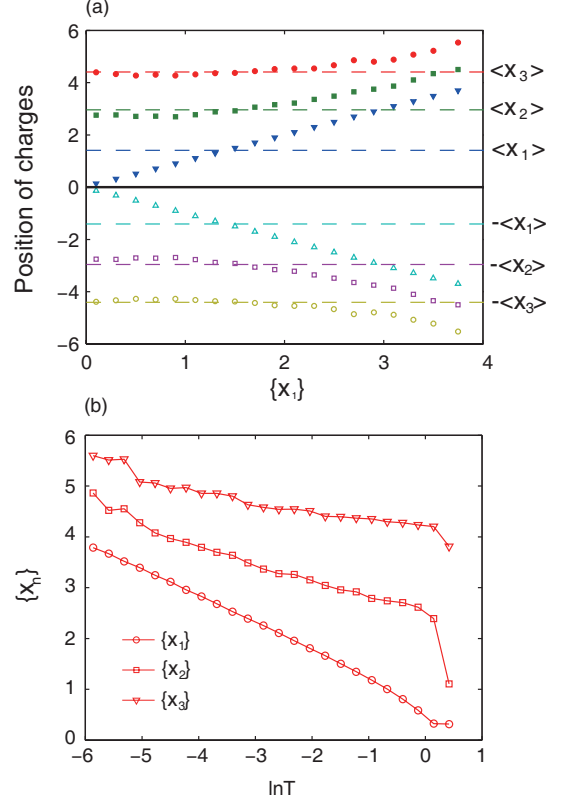 (a)
6
4
2
0
−2
−4
−6
Position of charges
<x3>
<x2>
<x1>
-<x1>
-<x2>
-<x3>
0 1 2 3 4
{x1}
(b)
6
5
4
3
2
1
0
{xn}
{x1}
{x2}
{x3}
−6 −5 −4 −3 −2 −1 0 1
lnT